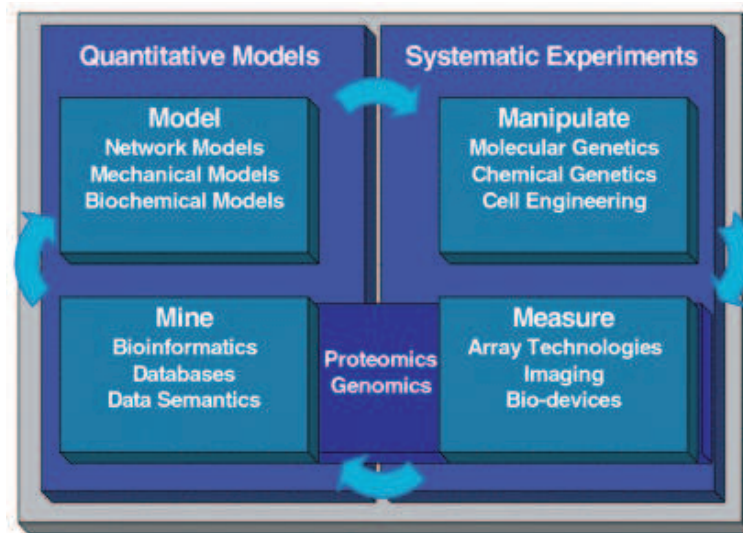 Quantitative Models
Systematic Experiments
Model
Network Models
Mechanical Models
Biochemical Models
Manipulate
Molecular Genetics
Chemical Genetics
Cell Engineering
Mine
Bioinformatics
Databases
Data Semantics
Proteomics
Genomics
Measure
Array Technologies
Imaging
Bio-devices